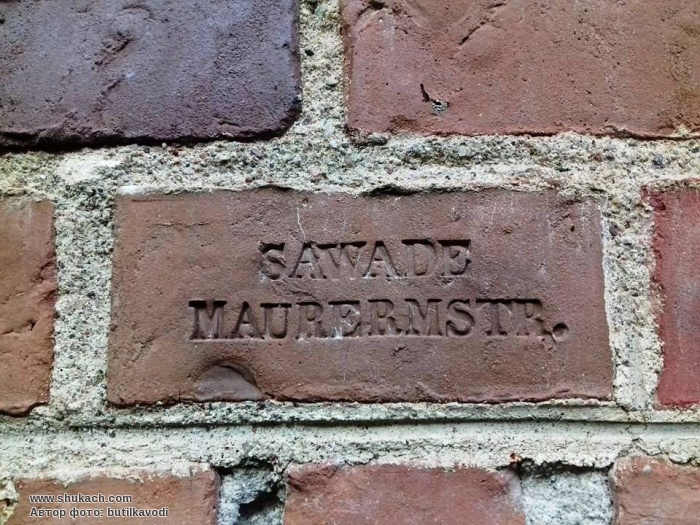 SAWADE
MAURERMSTR.
www.shukach.com
Автор фото: butilkavodi